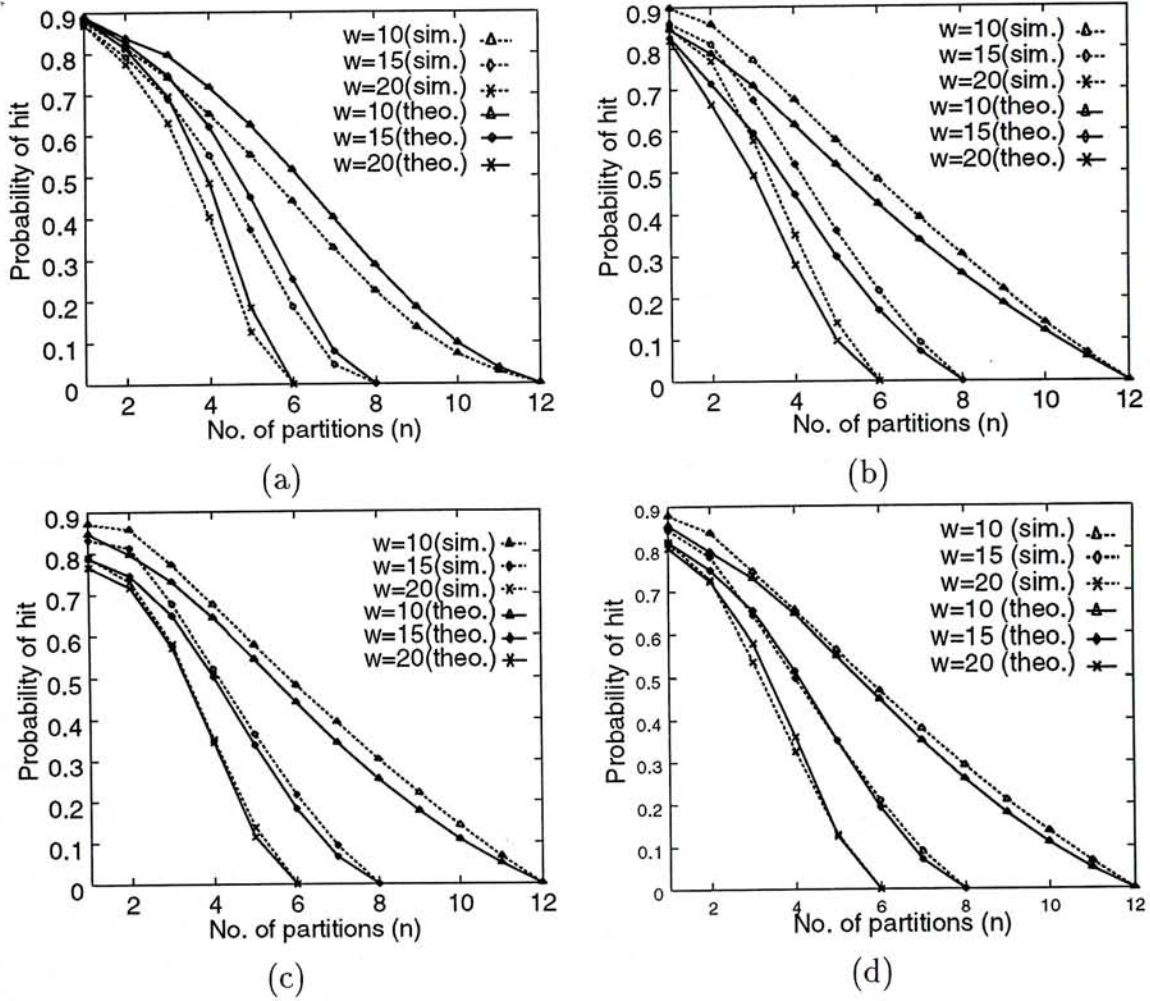 0.9
0.8
0.7
0.6
0.5
0.4
0.3
0.2
0.1
0
Probability of hit
w=10(sim.)
w=15(sim.)
w=20(sim.)
w=10(theo.)
w=15(theo.)
w=20(theo.)
2 4 6 8 10 12
No. of partitions (n)
(a)
0.9
0.8
0.7
0.6
0.5
0.4
0.3
0.2
0.1
0
Probability of hit
w=10(sim.)
w=15(sim.)
w=20(sim.)
w=10(theo.)
w=15(theo.)
w=20(theo.)
2 4 6 8 10 12
No. of partitions (n)
(b)
0.9
0.8
0.7
0.6
0.5
0.4
0.3
0.2
0.1
0
Probability of hit
w=10(sim.)
w=15(sim.)
w=20(sim.)
w=10(theo.)
w=15(theo.)
w=20(theo.)
2 4 6 8 10 12
No. of partitions (n)
(c)
0.9
0.8
0.7
0.6
0.5
0.4
0.3
0.2
0.1
0
Probability of hit
w=10 (sim.)
w=15 (sim.)
w=20 (sim.)
w=10 (theo.)
w=15 (theo.)
w=20 (theo.)
2 4 6 8 10 12
No. of partitions (n)
(d)